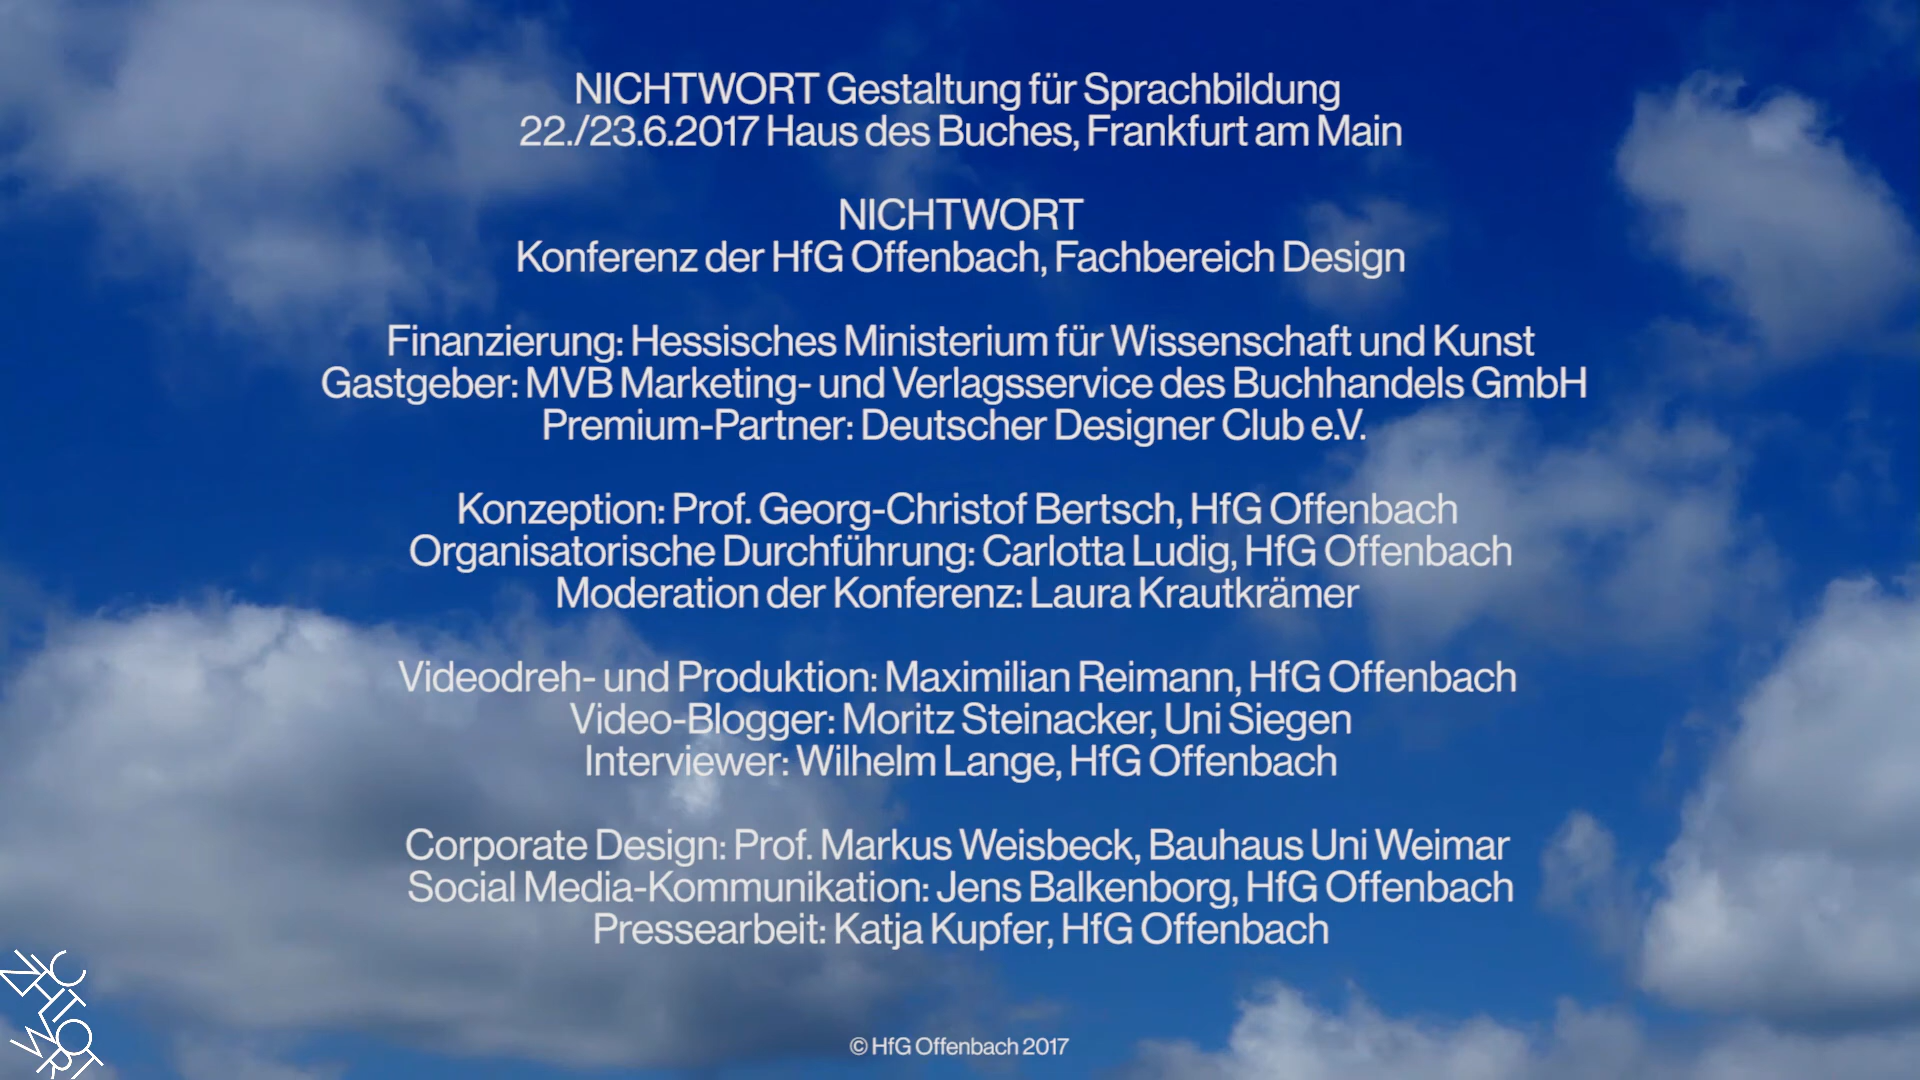 NICHTWORT Gestaltung für Sprachbildung
22./23.6.2017 Haus des Buches, Frankfurt am Main
NICHTWORT
Konferenz der HfG Offenbach, Fachbereich Design
Finanzierung: Hessisches Ministerium für Wissenschaft und Kunst
Gastgeber: MVB Marketing- und Verlagsservice des Buchhandels GmbH
Premium-Partner: Deutscher Designer Club e.V.
Konzeption: Prof. Georg-Christof Bertsch, HfG Offenbach
Organisatorische Durchführung: Carlotta Ludig, HfG Offenbach
Moderation der Konferenz: Laura Krautkrämer
Videodreh- und Produktion: Maximilian Reimann, HfG Offenbach
Video-Blogger: Moritz Steinacker, Uni Siegen
Interviewer: Wilhelm Lange, HfG Offenbach
Corporate Design: Prof. Markus Weisbeck, Bauhaus Uni Weimar
Social Media-Kommunikation: Jens Balkenborg, HfG Offenbach
Pressearbeit: Katja Kupfer, HfG Offenbach
NICHTWORT
© HfG Offenbach 2017